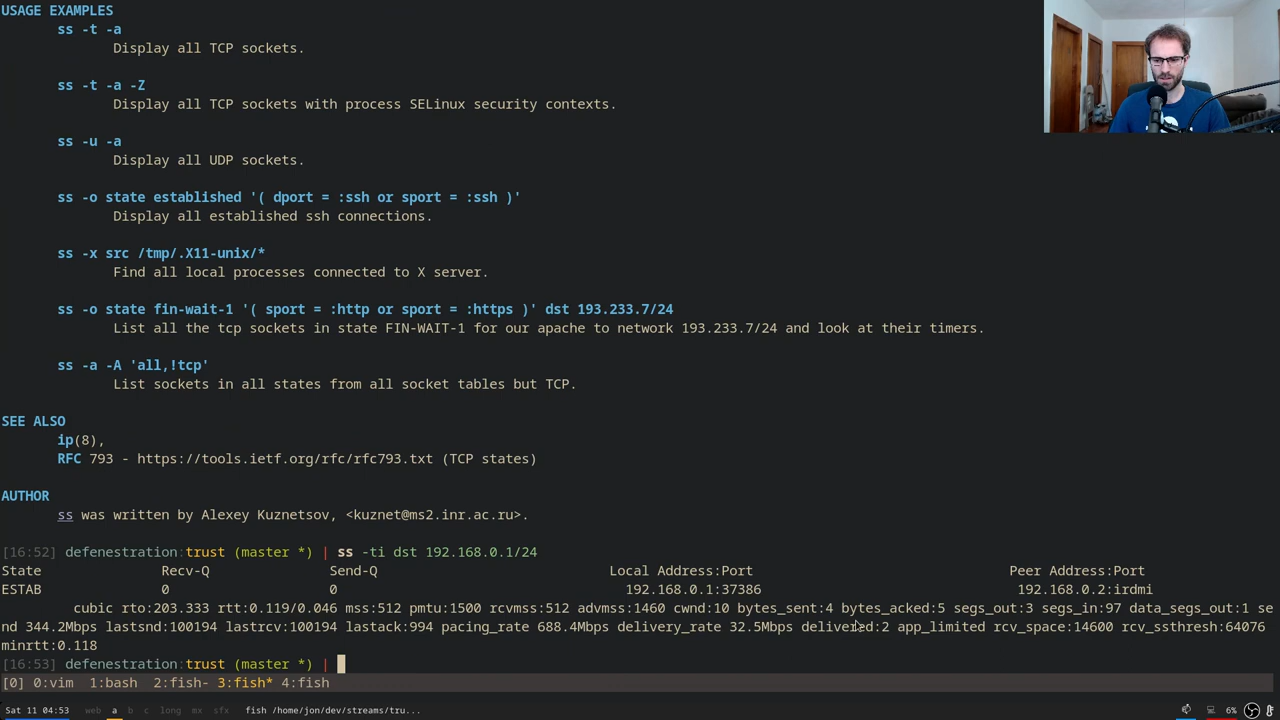 USAGE EXAMPLES
ss -t -a
Display all TCP sockets.
ss -t -a -Z
Display all TCP sockets with process SELinux security contexts.
ss -u -a
Display all UDP sockets.
ss -o state established '( dport = :ssh or sport = :ssh )'
Display all established ssh connections.
ss -x src /tmp/.X11-unix/*
Find all local processes connected to X server.
ss -o state fin-wait-1 '( sport = :http or sport = :https )' dst 193.233.7/24
List all the tcp sockets in state FIN-WAIT-1 for our apache to network 193.233.7/24 and look at their timers.
ss -a -A 'all,!tcp'
List sockets in all states from all socket tables but TCP.
SEE ALSO
ip(8),
RFC 793 - https://tools.ietf.org/rfc/rfc793.txt (TCP states)
AUTHOR
ss was written by Alexey Kuznetsov, <kuznet@ms2.inr.ac.ru>.
[16:52] defenestration:trust (master *) | ss -ti dst 192.168.0.1/24
State Recv-Q Send-Q Local Address:Port Peer Address:Port
ESTAB 0 0 192.168.0.1:37386 192.168.0.2:irdmi
cubic rto:203.333 rtt:0.119/0.046 mss:512 pmtu:1500 rcvmss:512 advmss:1460 cwnd:10 bytes_sent:4 bytes_acked:5 segs_out:3 segs_in:97 data_segs_out:1 se
nd 344.2Mbps lastsnd:100194 lastrcv:100194 lastack:994 pacing_rate 688.4Mbps delivery_rate 32.5Mbps delivered:2 app_limited rcv_space:14600 rcv_ssthresh:64076
minrtt:0.118
[16:53] defenestration:trust (master *) |
[0] 0:vim 1:bash 2:fish- 3:fish* 4:fish
Sat 11 04:53 web a b c long mx sfx fish /home/jon/dev/streams/tru... 6%